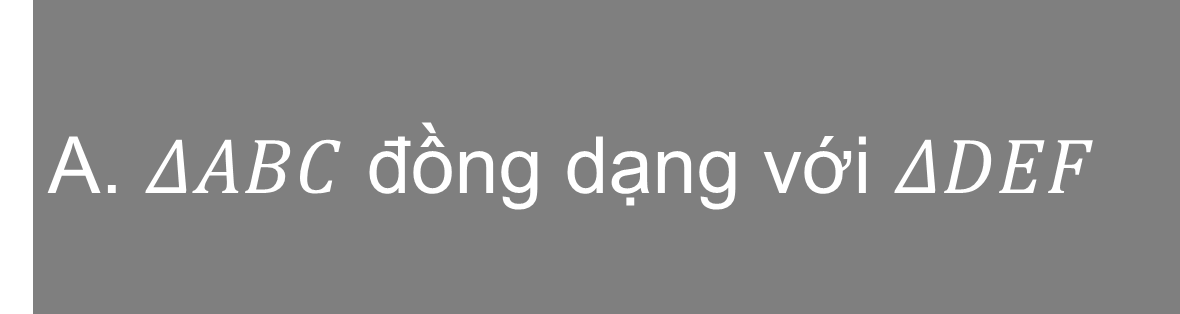 A. ΔABC đồng dạng với ΔDEF